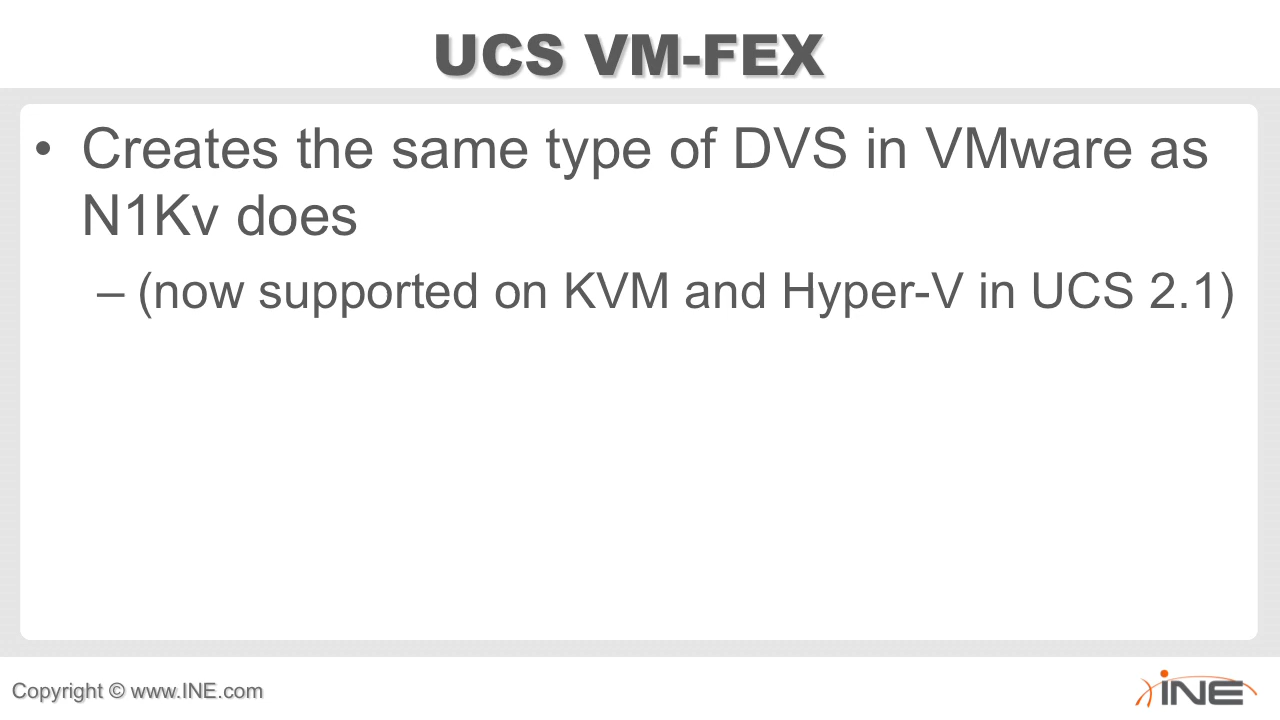 UCS VM-FEX
• Creates the same type of DVS in VMware as
N1Kv does
– (now supported on KVM and Hyper-V in UCS 2.1)
Copyright © www.INE.com
INE